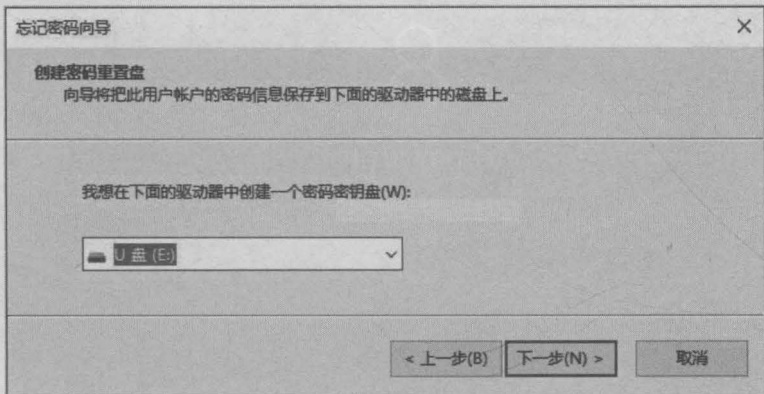 忘记密码向导
创建密码重置盘
向导将把此用户帐户的密码信息保存到下面的驱动器中的磁盘上。
我想在下面的驱动器中创建一个密码密钥盘(W):
U 盘 (E:)
< 上一步(B)
下一步(N) >
取消